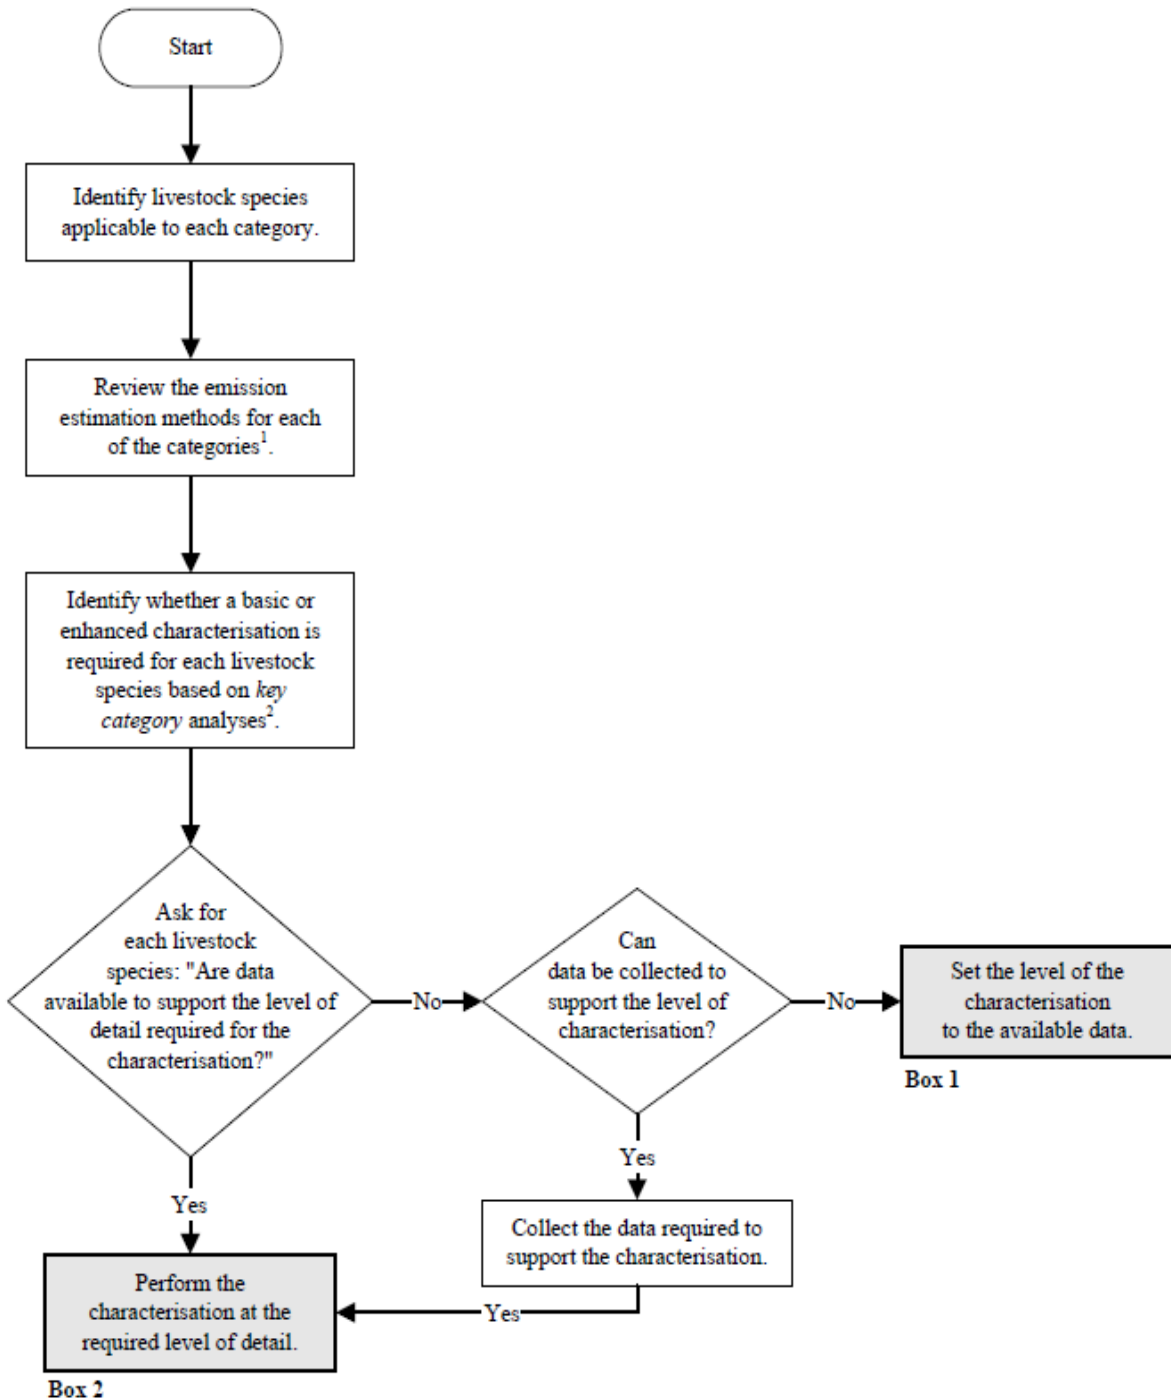 Start
Identify livestock species
applicable to each category.
Review the emission
estimation methods for each
of the categories¹.
Identify whether a basic or
enhanced characterisation is
required for each livestock
species based on key
category analyses².
Ask for
each livestock
species: "Are data
available to support the level of
detail required for the
characterisation?"
No
Can
data be collected to
support the level of
characterisation?
No
Set the level of the
characterisation
to the available data.
Box 1
Yes
Yes
Collect the data required to
support the characterisation.
Yes
Perform the
characterisation at the
required level of detail.
Box 2